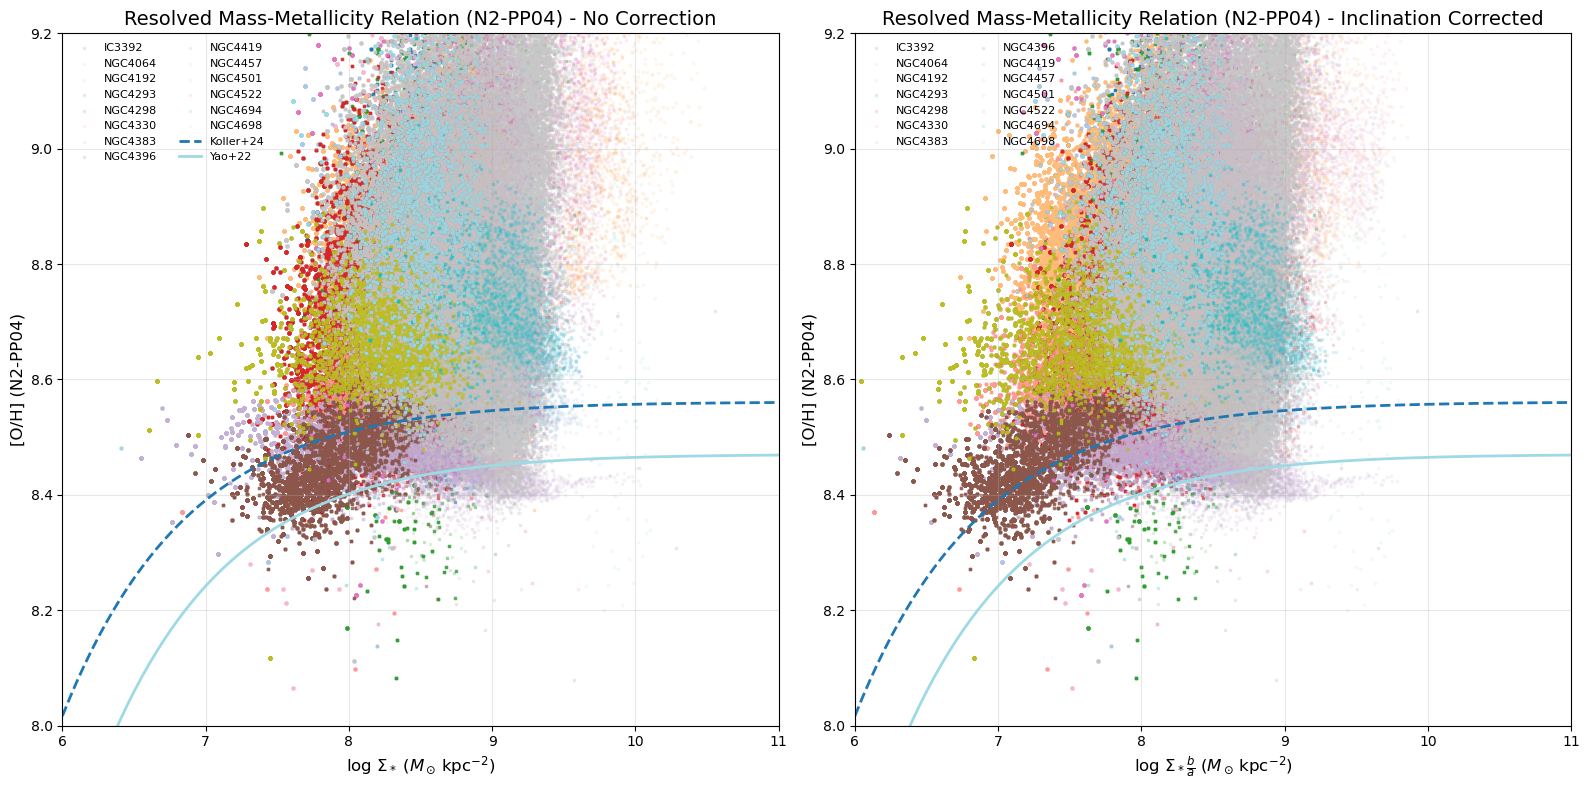 Resolved Mass-Metallicity Relation (N2-PP04) - No Correction
IC3392
NGC4064
NGC4192
NGC4293
NGC4298
NGC4330
NGC4383
NGC4396
NGC4419
NGC4457
NGC4501
NGC4522
NGC4694
NGC4698
Koller+24
Yao+22
9.2
9.0
8.8
8.6
8.4
8.2
8.0
[O/H] (N2-PP04)
6
7
8
9
10
11
log Σ* (M⊙ kpc⁻²)
Resolved Mass-Metallicity Relation (N2-PP04) - Inclination Corrected
IC3392
NGC4064
NGC4192
NGC4293
NGC4298
NGC4330
NGC4383
NGC4396
NGC4419
NGC4457
NGC4501
NGC4522
NGC4694
NGC4698
9.2
9.0
8.8
8.6
8.4
8.2
8.0
[O/H] (N2-PP04)
6
7
8
9
10
11
log Σ* b/a (M⊙ kpc⁻²)